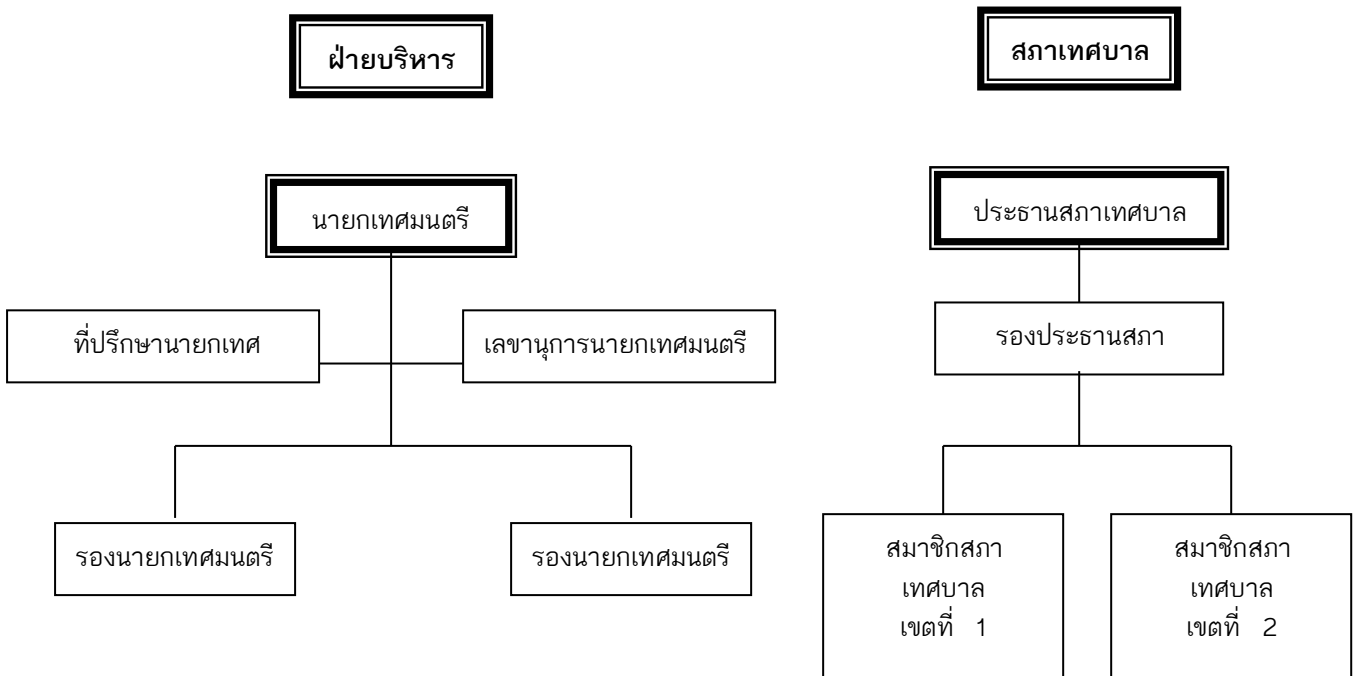 ฝ่ายบริหาร
สภาเทศบาล
นายกเทศมนตรี
ประธานสภาเทศบาล
ที่ปรึกษานายกเทศ
เลขานุการนายกเทศมนตรี
รองประธานสภา
รองนายกเทศมนตรี
รองนายกเทศมนตรี
สมาชิกสภา
เทศบาล
เขตที่ 1
สมาชิกสภา
เทศบาล
เขตที่ 2